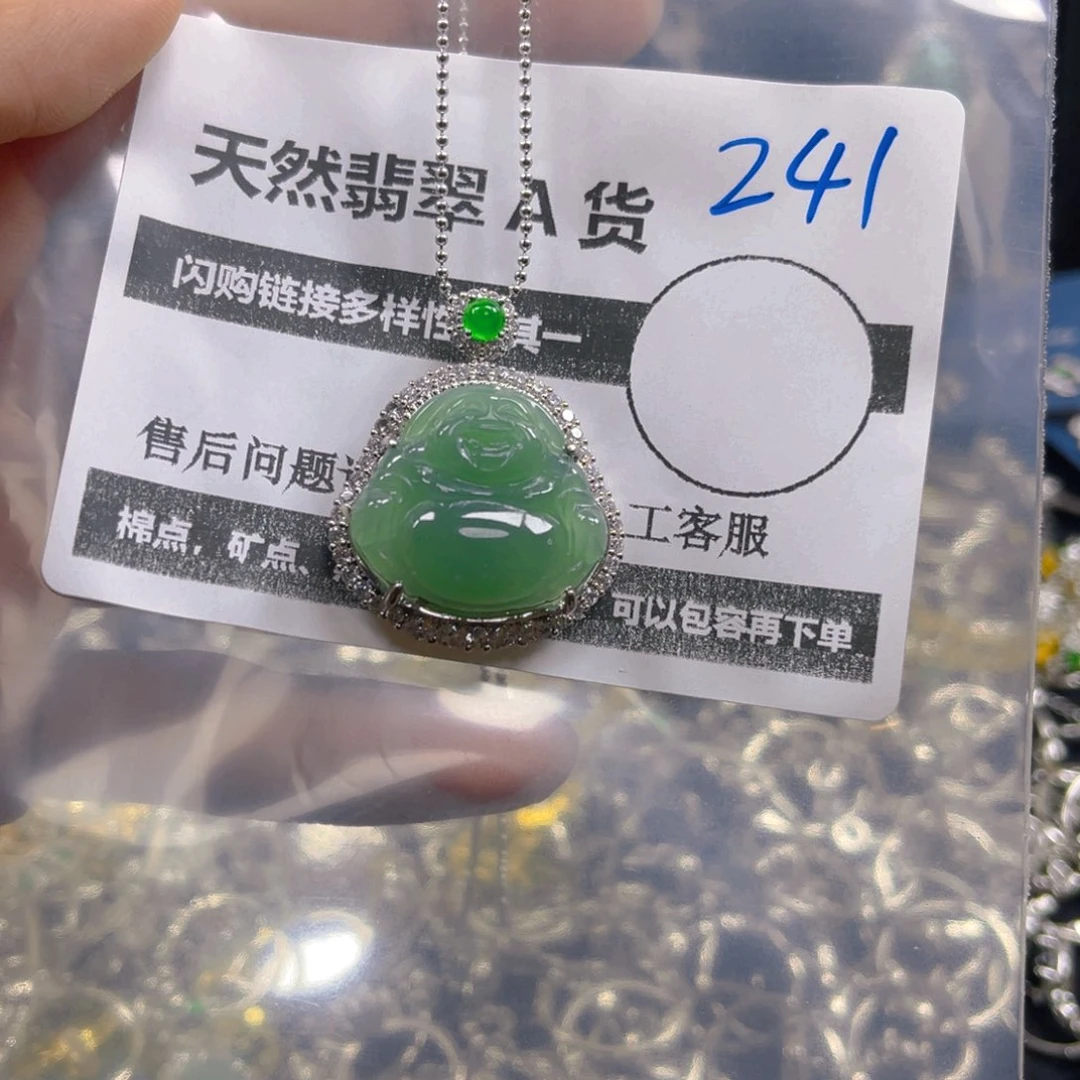 天然翡翠 A 货 241
闪购链接多样性 其一
售后问题 工客服
棉点，矿点、 可以包容再下单